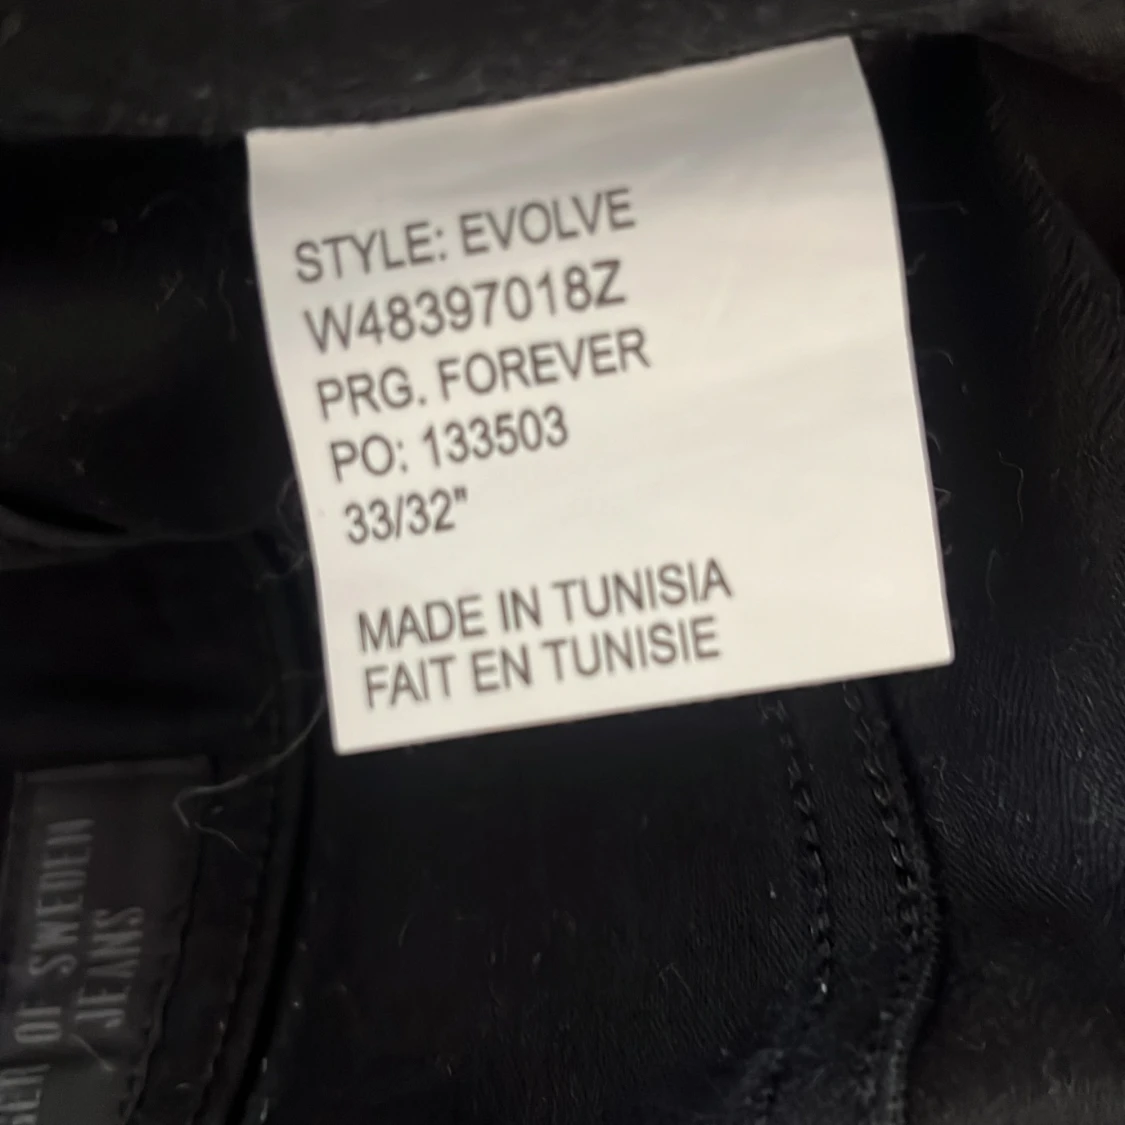 STYLE: EVOLVE
W48397018Z
PRG. FOREVER
PO: 133503
33/32"
MADE IN TUNISIA
FAIT EN TUNISIE
OF SWEDEN
JEANS